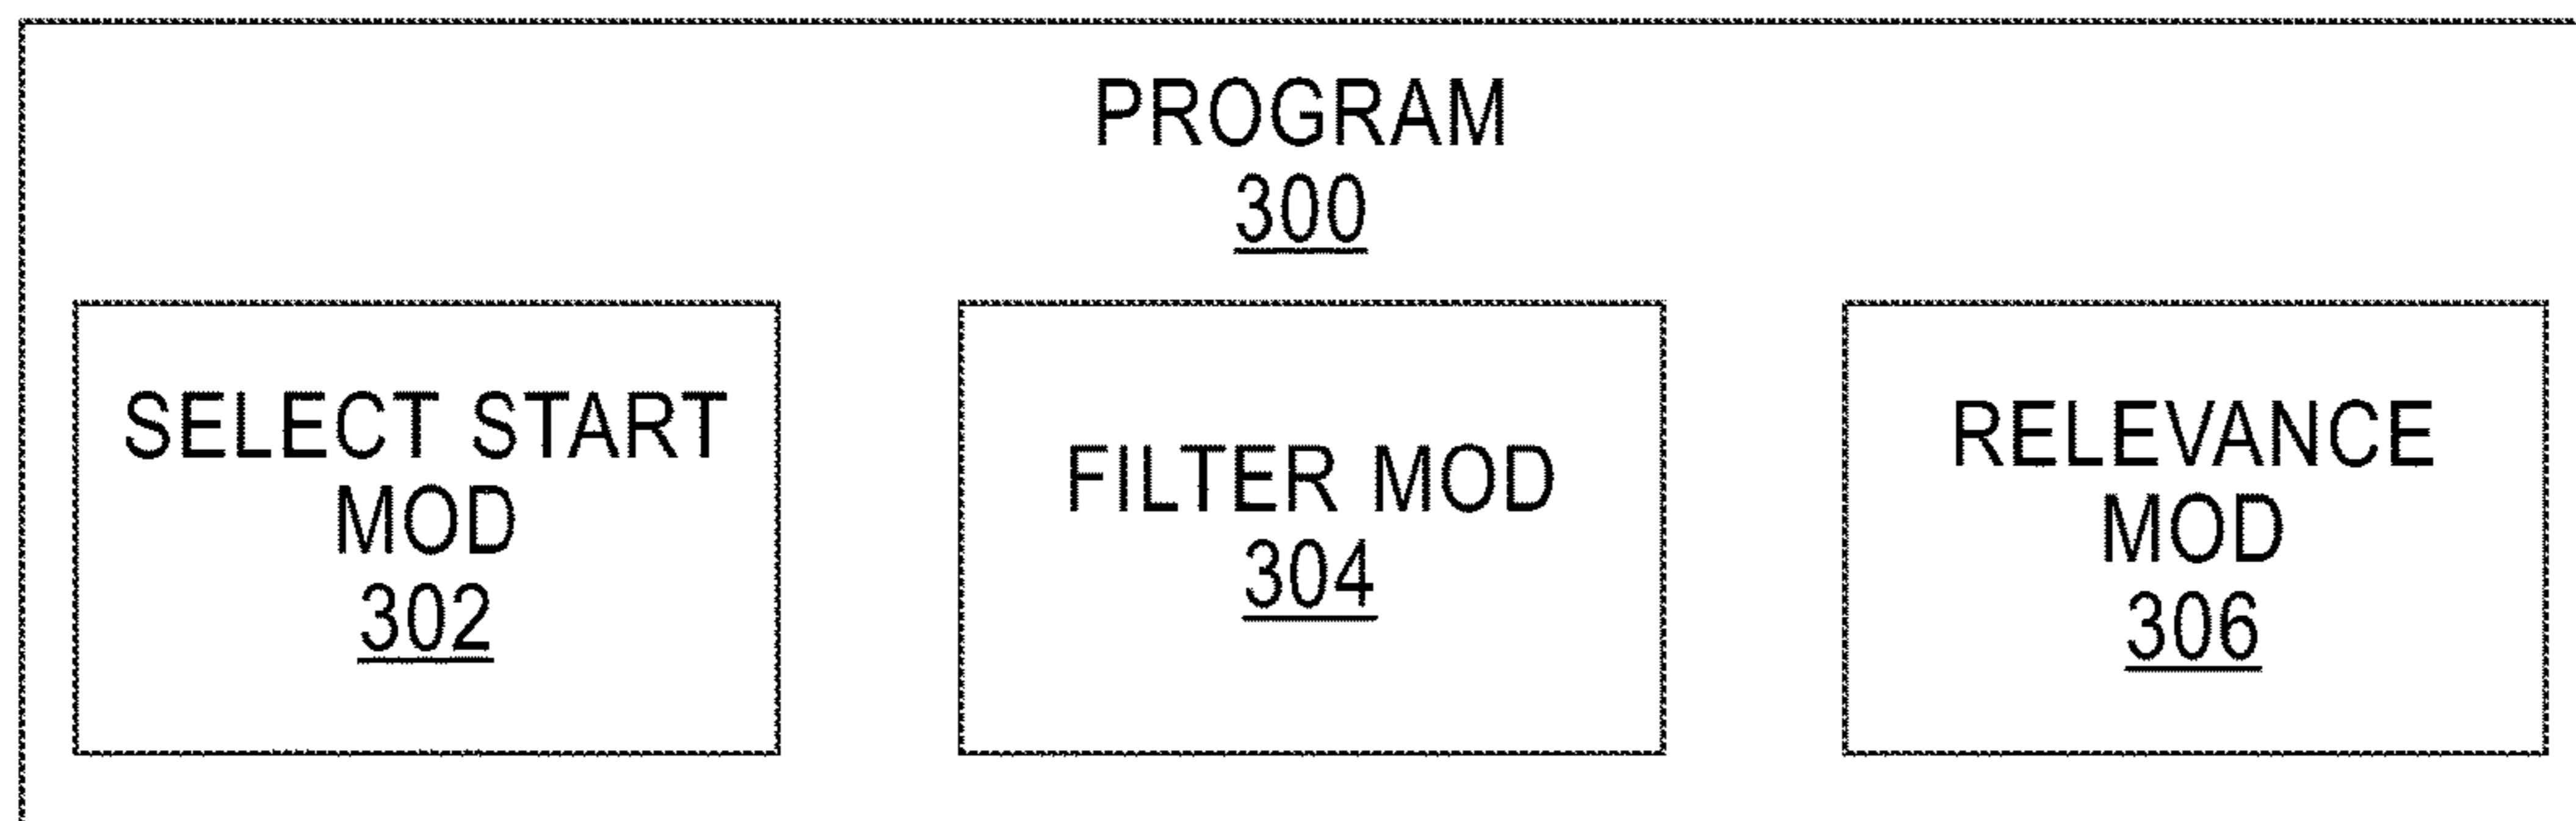 PROGRAM
300
SELECT START
MOD
302
FILTER MOD
304
RELEVANCE
MOD
306